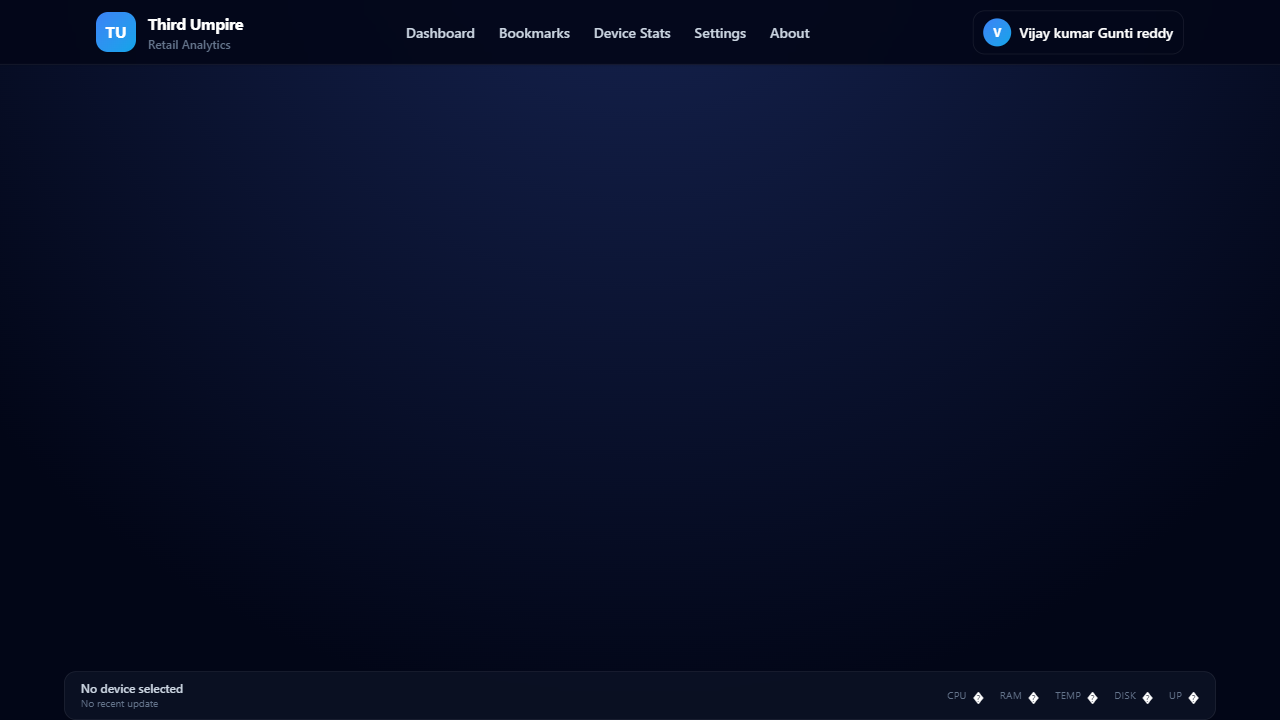 TU
Third Umpire
Retail Analytics
Dashboard Bookmarks Device Stats Settings About
V Vijay kumar Gunti reddy
No device selected
No recent update
CPU � RAM � TEMP � DISK � UP �